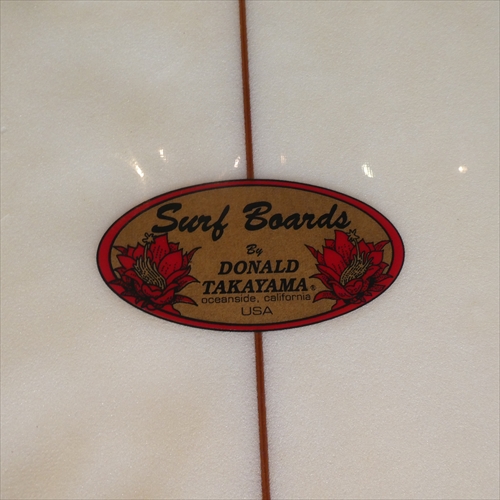 Surf Boards
By
DONALD
TAKAYAMA®
oceanside, california
USA